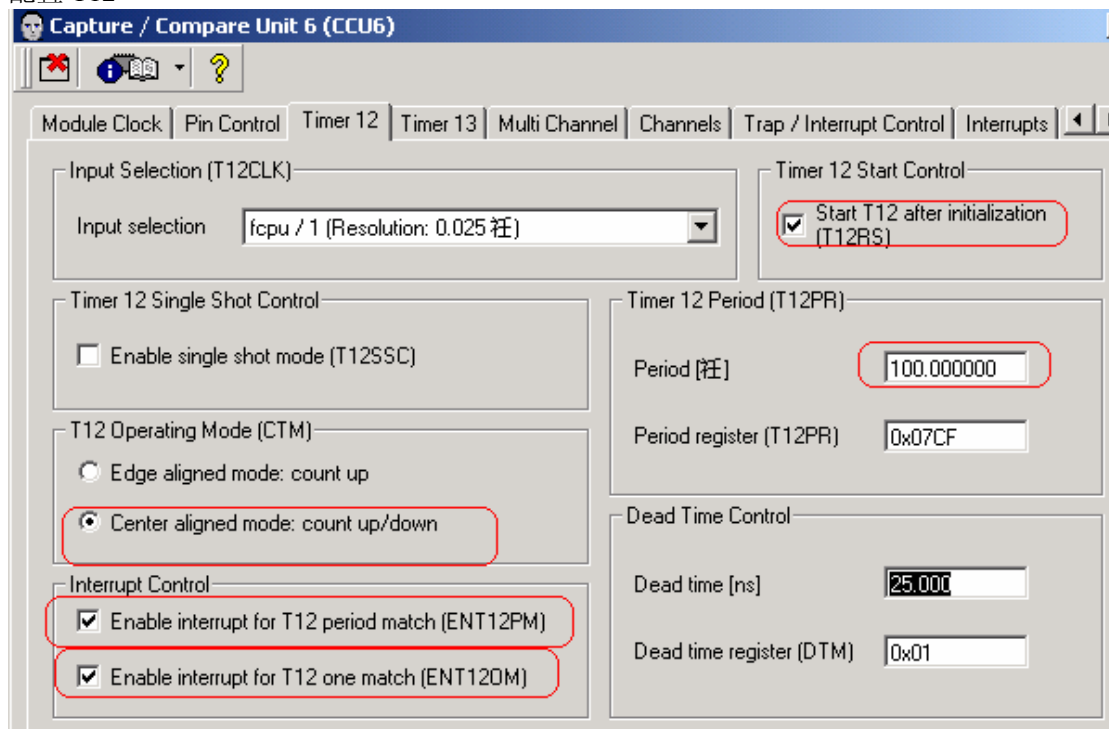 配置 T12
Capture / Compare Unit 6 (CCU6)
Module Clock
Pin Control
Timer 12
Timer 13
Multi Channel
Channels
Trap / Interrupt Control
Interrupts
Input Selection (T12CLK)
Input selection
fcpu / 1 (Resolution: 0.025 祍)
Timer 12 Start Control
Start T12 after initialization
(T12RS)
Timer 12 Single Shot Control
Enable single shot mode (T12SSC)
Timer 12 Period (T12PR)
Period [祍]
100.000000
Period register (T12PR)
0x07CF
T12 Operating Mode (CTM)
Edge aligned mode: count up
Center aligned mode: count up/down
Dead Time Control
Dead time [ns]
25.000
Dead time register (DTM)
0x01
Interrupt Control
Enable interrupt for T12 period match (ENT12PM)
Enable interrupt for T12 one match (ENT12OM)